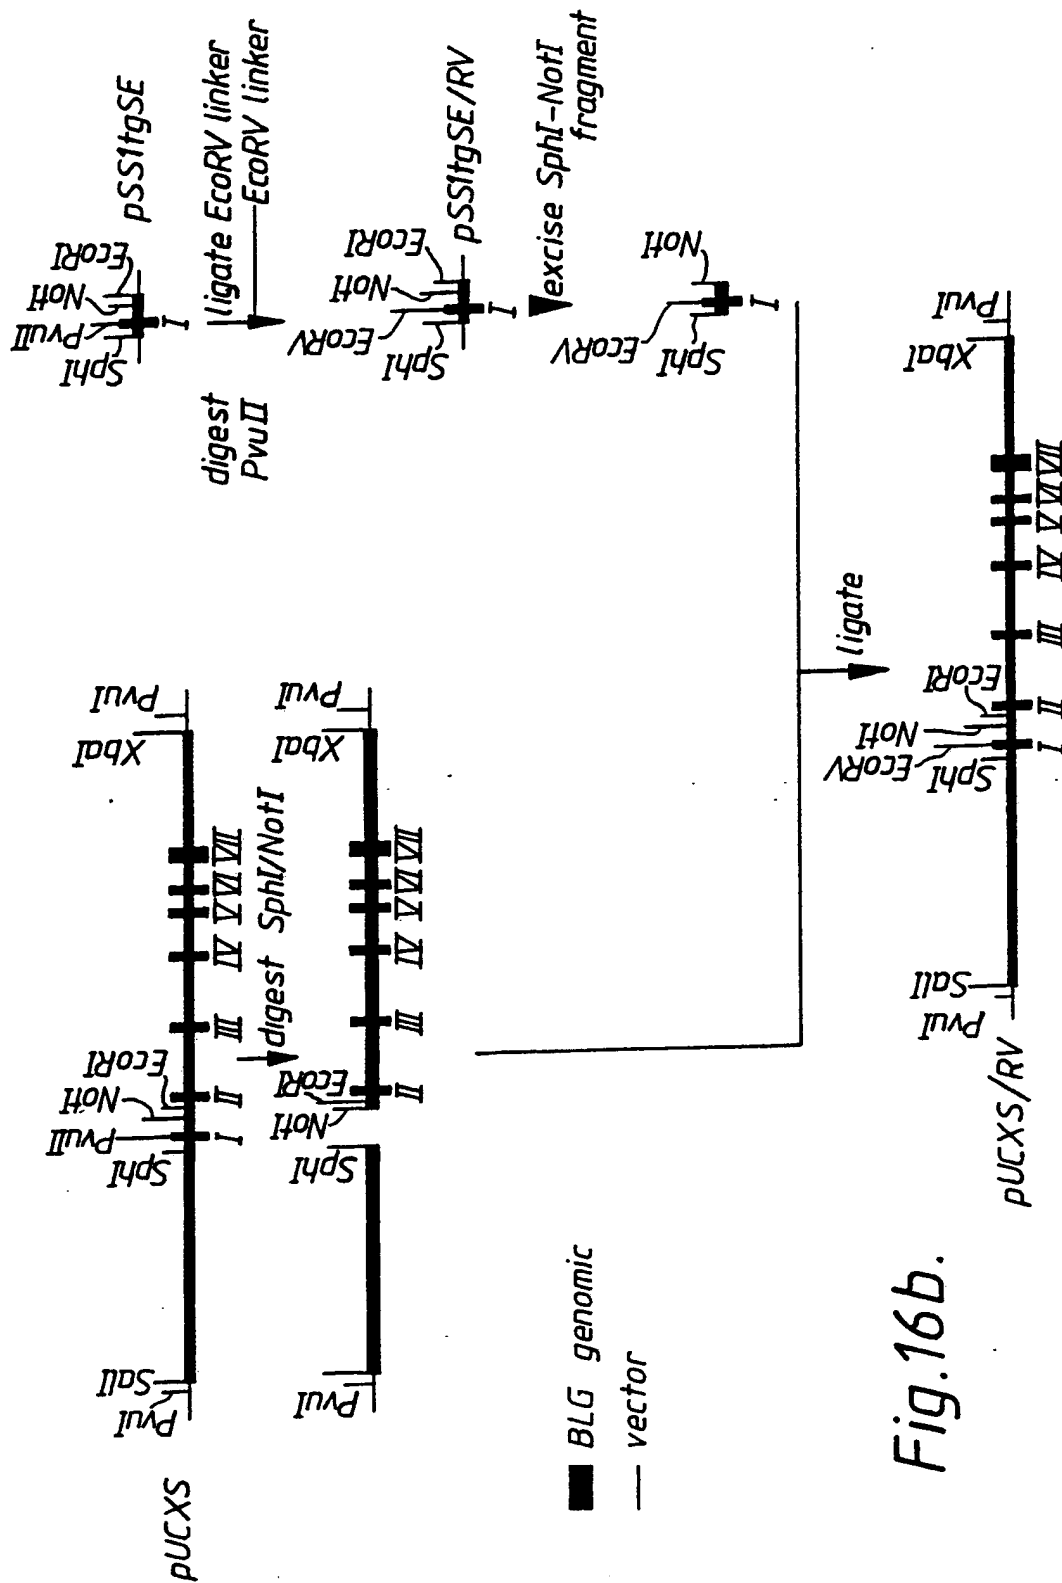 pUCXS
PvuI
SalI
SphI
PvuII
NotI
EcoRI
XbaI
PvuI
I
II
III
IV
V
VI
VII
digest SphI/NotI
PvuI
SphI
NotI
EcoRI
XbaI
PvuI
II
III
IV
V
VI
VII
pSS1tgSE
SphI
PvuII
NotI
EcoRI
I
digest
PvuII
ligate EcoRV linker
EcoRV linker
pSS1tgSE/RV
SphI
EcoRV
NotI
EcoRI
I
excise SphI-NotI
fragment
SphI
EcoRV
NotI
I
ligate
BLG genomic
vector
pUCXS/RV
PvuI
SalI
SphI
EcoRV
NotI
EcoRI
XbaI
PvuI
I
II
III
IV
V
VI
VII
Fig.16b.